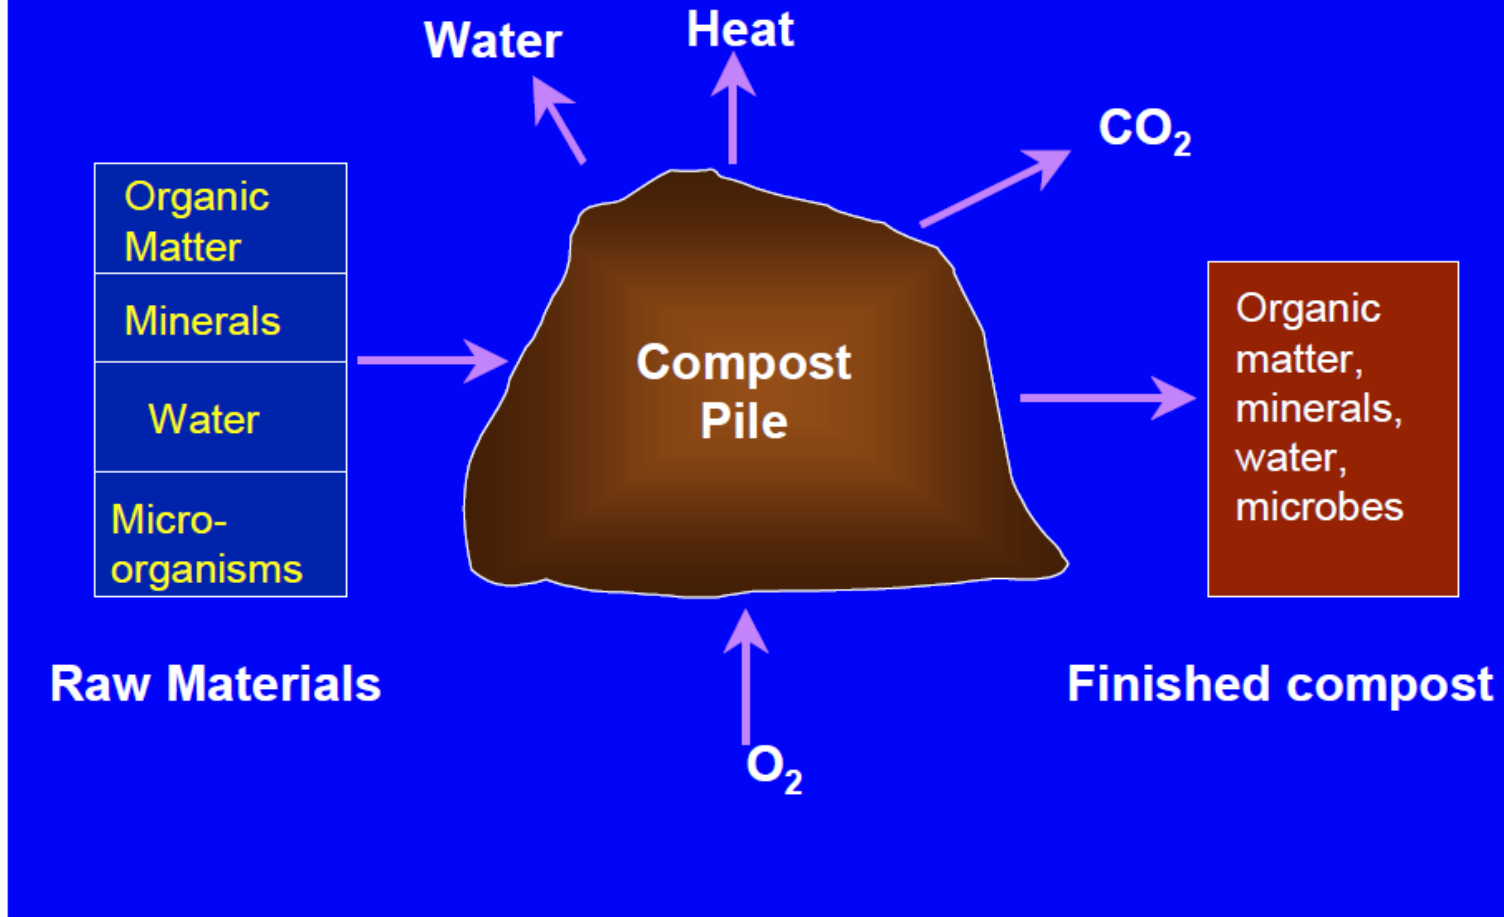 Water
Heat
CO₂
Organic
Matter
Minerals
Water
Micro-
organisms
Compost
Pile
Organic
matter,
minerals,
water,
microbes
Raw Materials
Finished compost
O₂